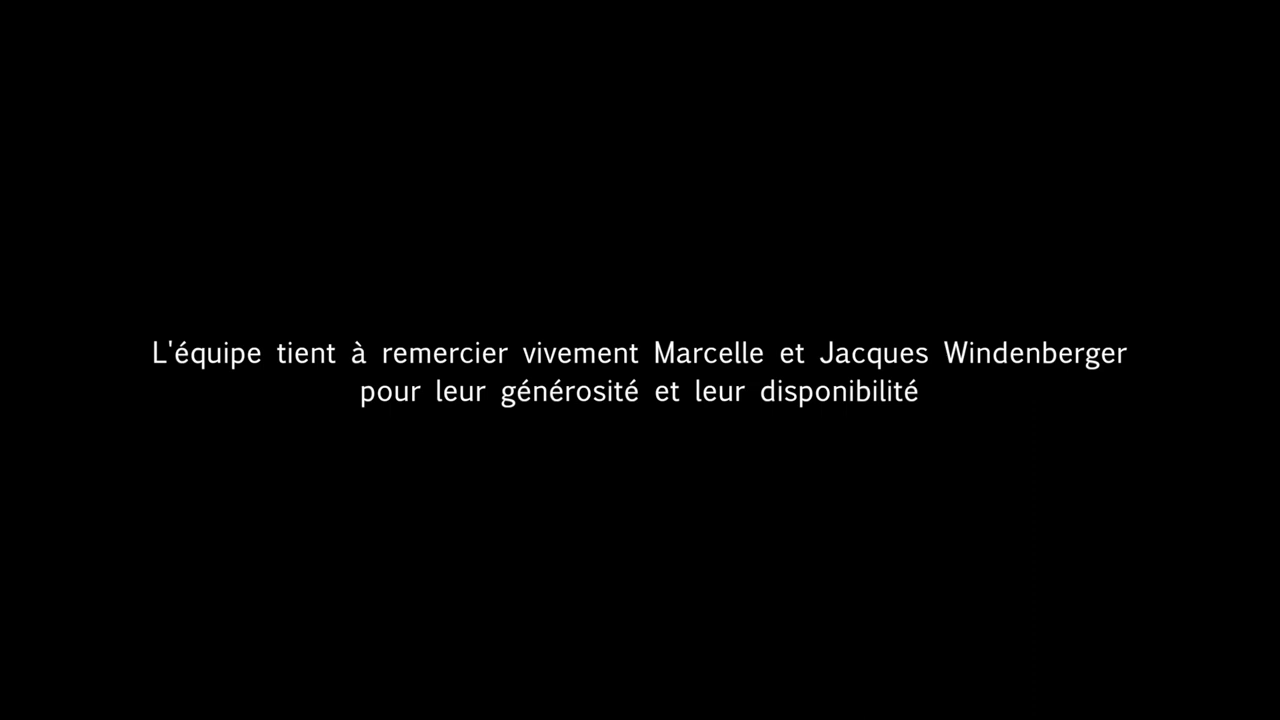 L'équipe tient à remercier vivement Marcelle et Jacques Windenberger
pour leur générosité et leur disponibilité